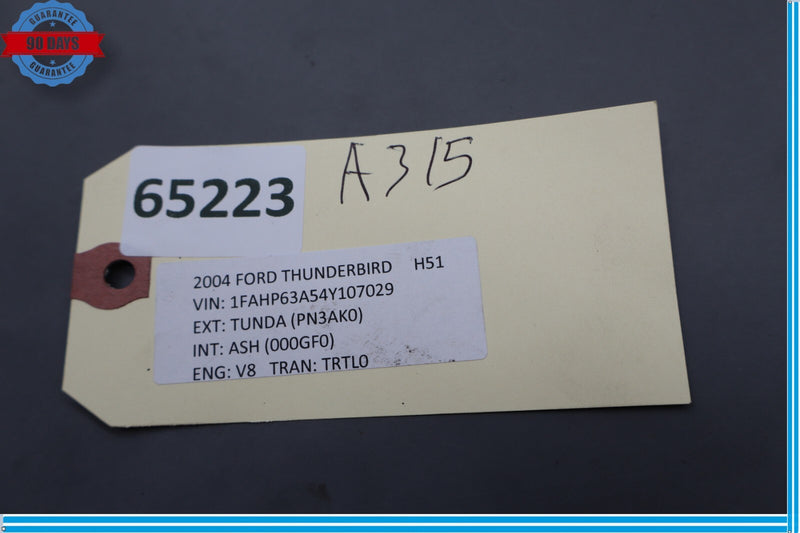 GUARANTEE
90 DAYS
GUARANTEE
65223
A315
2004 FORD THUNDERBIRD H51
VIN: 1FAHP63A54Y107029
EXT: TUNDA (PN3AK0)
INT: ASH (000GF0)
ENG: V8 TRAN: TRTL0